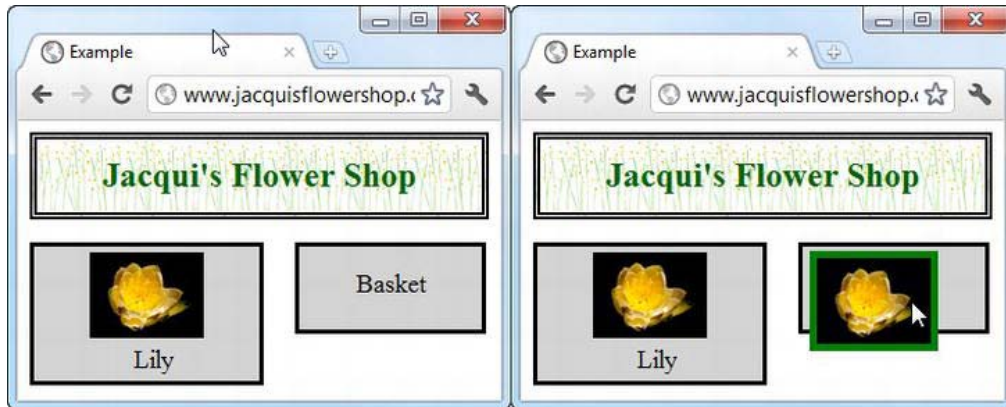 Example
www.jacquisflowershop.c
Jacqui's Flower Shop
Basket
Lily
Example
www.jacquisflowershop.c
Jacqui's Flower Shop
Lily